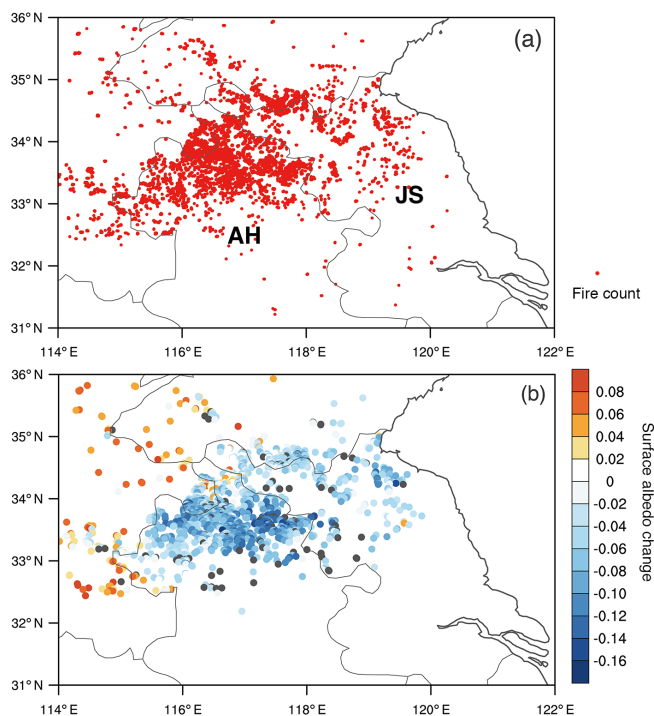 36° N
(a)
35° N
34° N
33° N
JS
AH
32° N
Fire count
31° N
114° E
116° E
118° E
120° E
122° E
36° N
(b)
0.08
35° N
0.06
0.04
0.02
34° N
0
-0.02
-0.04
33° N
-0.06
-0.08
32° N
-0.10
-0.12
-0.14
31° N
-0.16
Surface albedo change
114° E
116° E
118° E
120° E
122° E